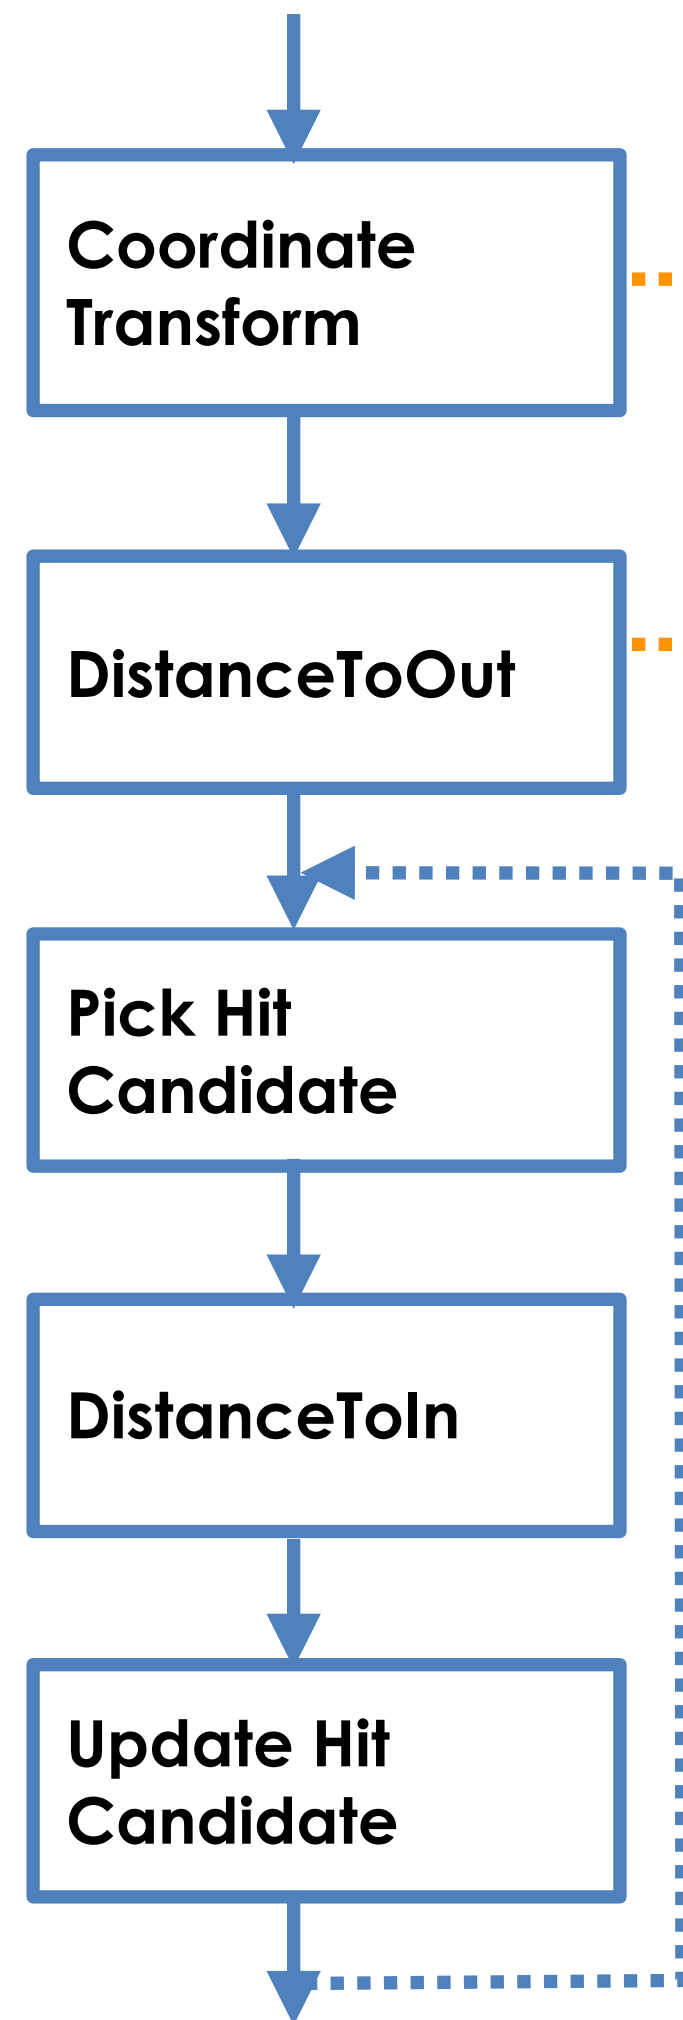 Coordinate
Transform
DistanceToOut
Pick Hit
Candidate
DistanceToIn
Update Hit
Candidate